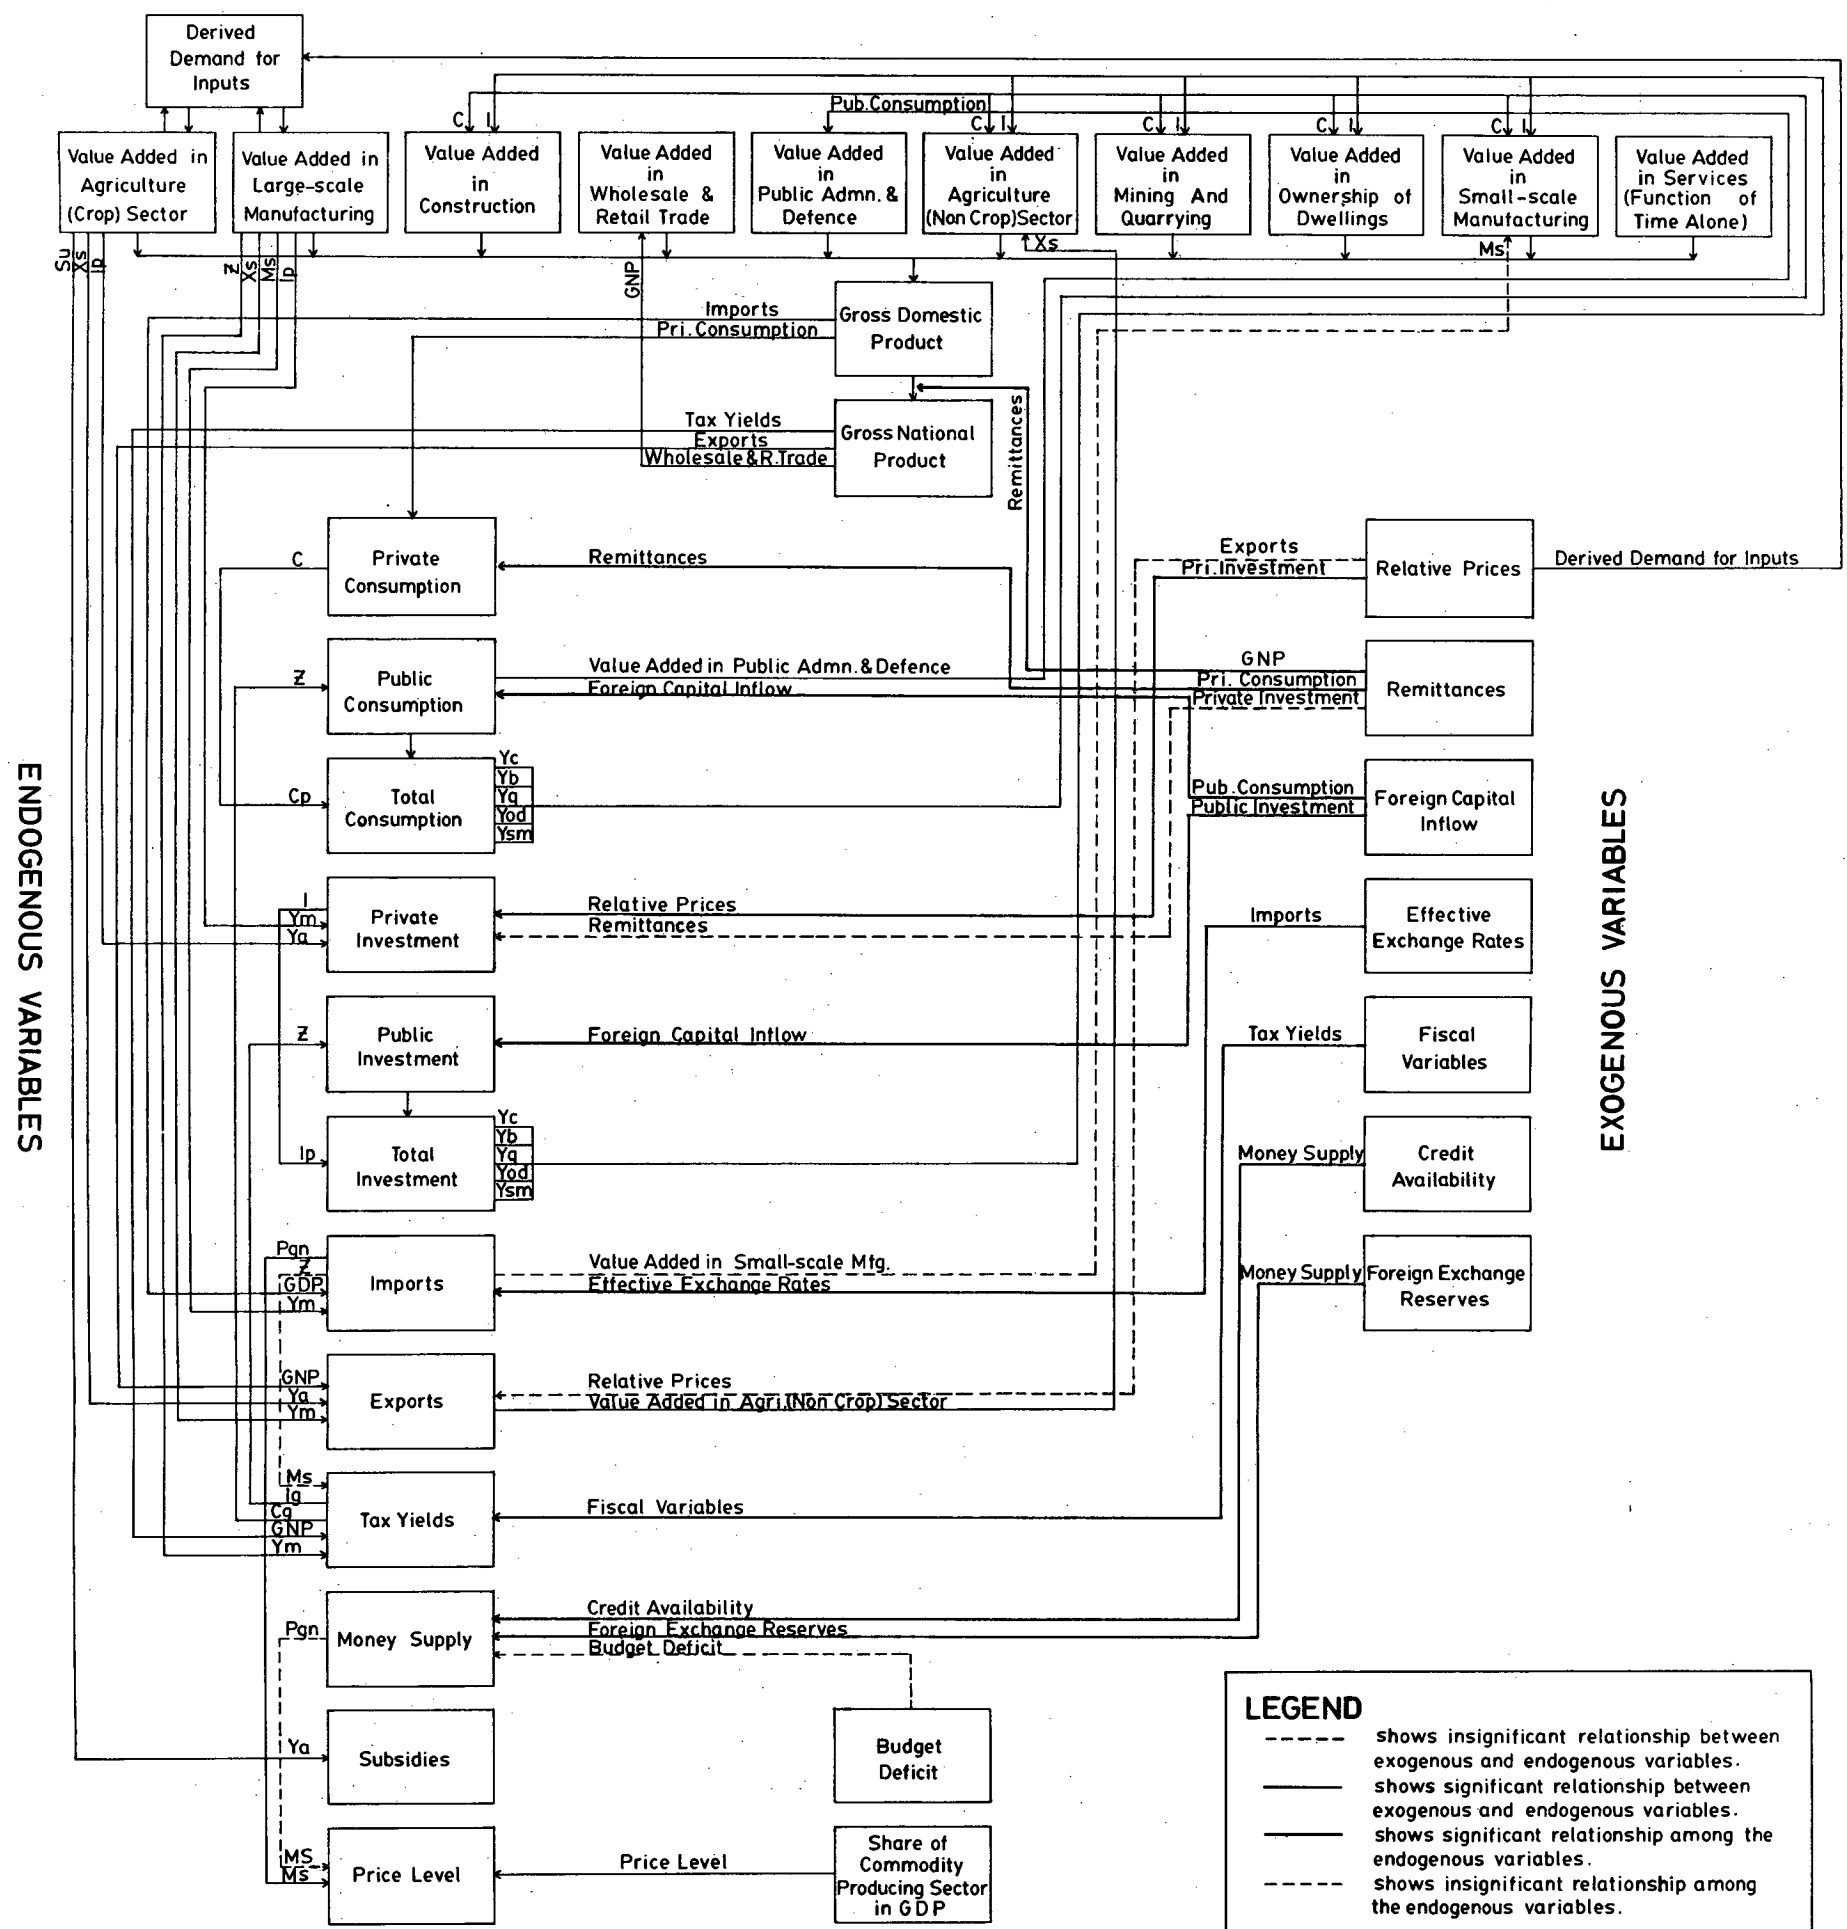 Derived
Demand for
Inputs
Pub.Consumption
C I
C I
C I
C I
C I
Value Added in
Agriculture
(Crop) Sector
Value Added in
Large-scale
Manufacturing
Value Added
in
Construction
Value Added
in
Wholesale &
Retail Trade
Value Added
in
Public Admn. &
Defence
Value Added
in
Agriculture
(Non Crop)Sector
Value Added
in
Mining And
Quarrying
Value Added
in
Ownership of
Dwellings
Value Added
in
Small-scale
Manufacturing
Value Added
in Services
(Function of
Time Alone)
Su
Xs
Ip
Z
Xs
Ms
Ip
GNP
Xs
Ms
Imports
Pri.Consumption
Gross Domestic
Product
Remittances
Tax Yields
Exports
Wholesale&R.Trade
Gross National
Product
C
Private
Consumption
Remittances
Exports
Pri.Investment
Relative Prices
Derived Demand for Inputs
Z
Public
Consumption
Value Added in Public Admn.&Defence
Foreign Capital Inflow
GNP
Pri. Consumption
Private Investment
Remittances
Cp
Total
Consumption
Yc
Yb
Yq
Yod
Ysm
Pub.Consumption
Public Investment
Foreign Capital
Inflow
ENDOGENOUS VARIABLES
EXOGENOUS VARIABLES
I
Ym
Ya
Private
Investment
Relative Prices
Remittances
Imports
Effective
Exchange Rates
Z
Public
Investment
Foreign Capital Inflow
Tax Yields
Fiscal
Variables
Ip
Total
Investment
Yc
Yb
Yq
Yod
Ysm
Money Supply
Credit
Availability
Pgn
Z
GDP
Ym
Imports
Value Added in Small-scale Mfg.
Effective Exchange Rates
Money Supply
Foreign Exchange
Reserves
GNP
Ya
Ym
Exports
Relative Prices
Value Added in Agri.(Non Crop) Sector
Ms
Ig
Cg
GNP
Ym
Tax Yields
Fiscal Variables
Pgn
Money Supply
Credit Availability
Foreign Exchange Reserves
Budget Deficit
Ya
Subsidies
Budget
Deficit
MS
Ms
Price Level
Price Level
Share of
Commodity
Producing Sector
in GDP
LEGEND
shows insignificant relationship between
exogenous and endogenous variables.
shows significant relationship between
exogenous and endogenous variables.
shows significant relationship among the
endogenous variables.
shows insignificant relationship among
the endogenous variables.